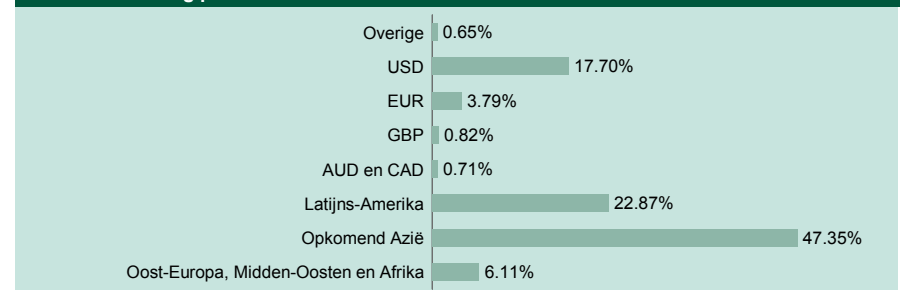 Overige 0.65%
USD 17.70%
EUR 3.79%
GBP 0.82%
AUD en CAD 0.71%
Latijns-Amerika 22.87%
Opkomend Azië 47.35%
Oost-Europa, Midden-Oosten en Afrika 6.11%